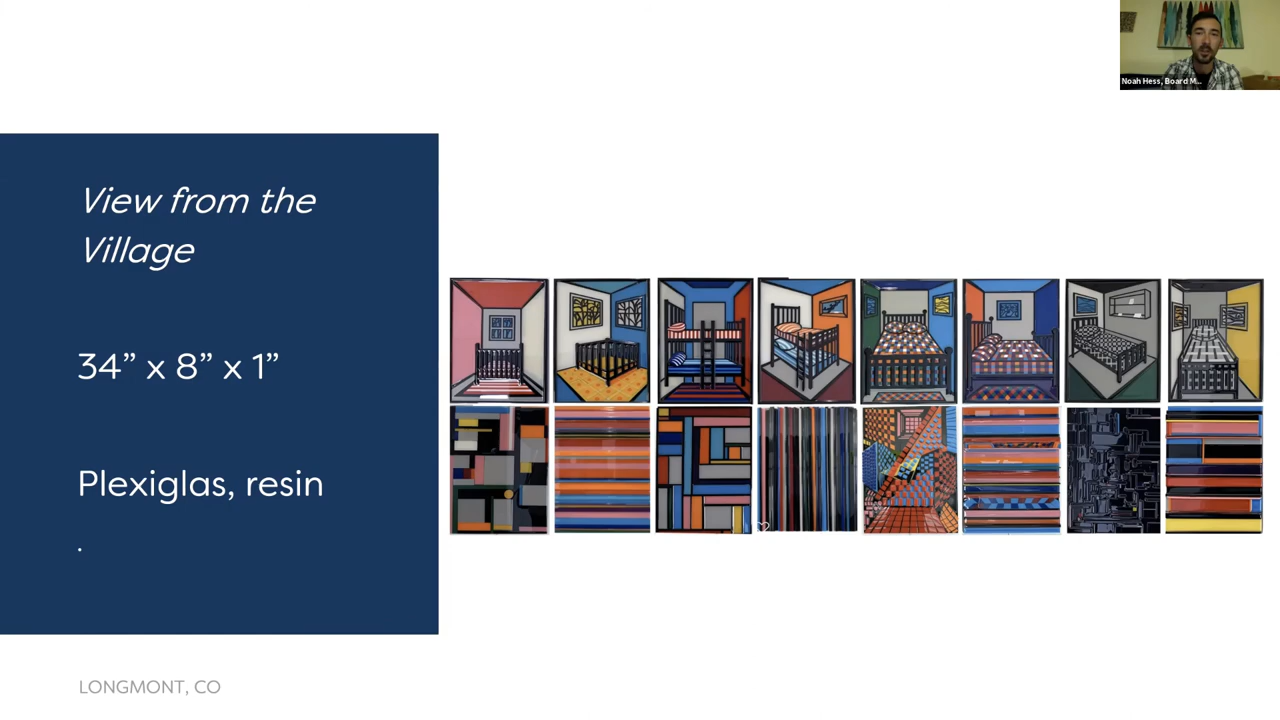 Noah Hess, Board M...
View from the
Village
34” x 8” x 1”
Plexiglas, resin
.
LONGMONT, CO